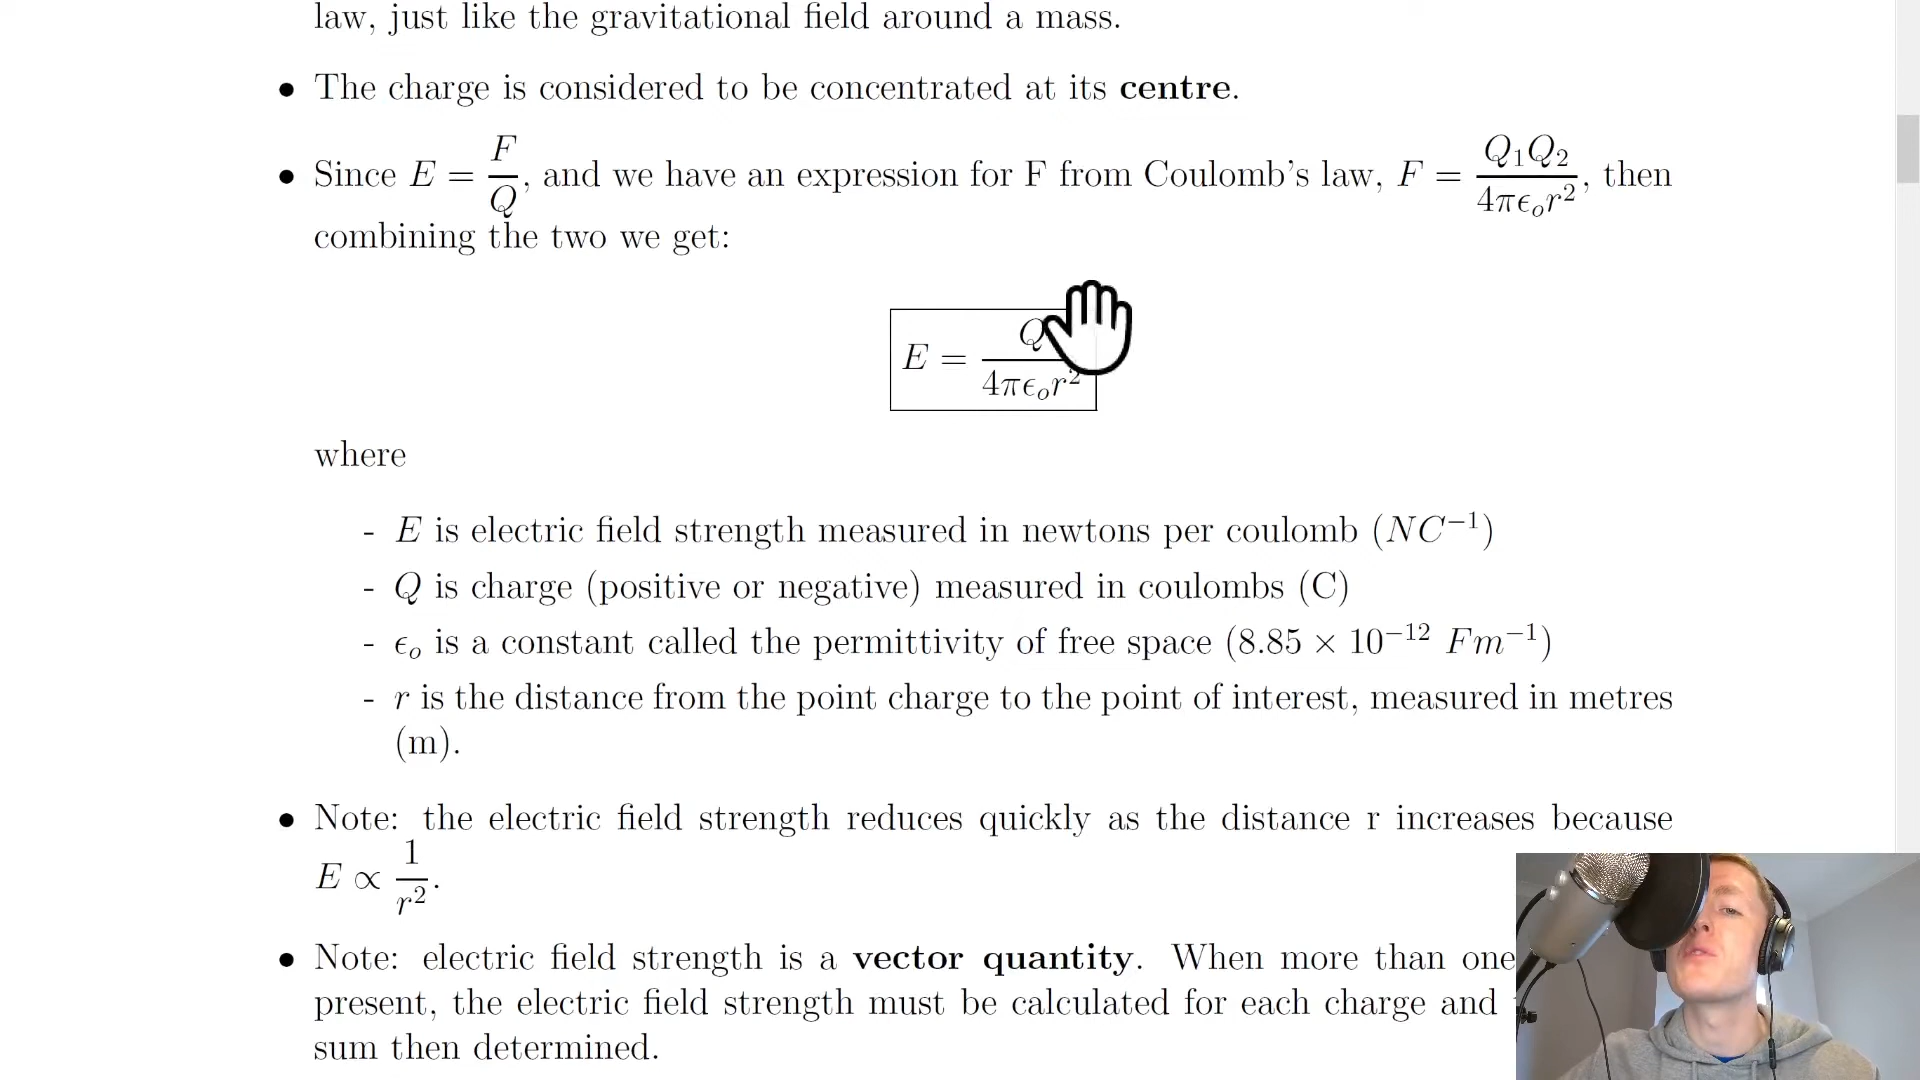 law, just like the gravitational field around a mass.
• The charge is considered to be concentrated at its centre.
• Since E = F/Q, and we have an expression for F from Coulomb's law, F = Q₁Q₂/4πϵₒr², then
combining the two we get:
E = Q/4πϵₒr²
where
- E is electric field strength measured in newtons per coulomb (NC⁻¹)
- Q is charge (positive or negative) measured in coulombs (C)
- ϵₒ is a constant called the permittivity of free space (8.85 × 10⁻¹² Fm⁻¹)
- r is the distance from the point charge to the point of interest, measured in metres
(m).
• Note: the electric field strength reduces quickly as the distance r increases because
E ∝ 1/r².
• Note: electric field strength is a vector quantity. When more than one
present, the electric field strength must be calculated for each charge and
sum then determined.